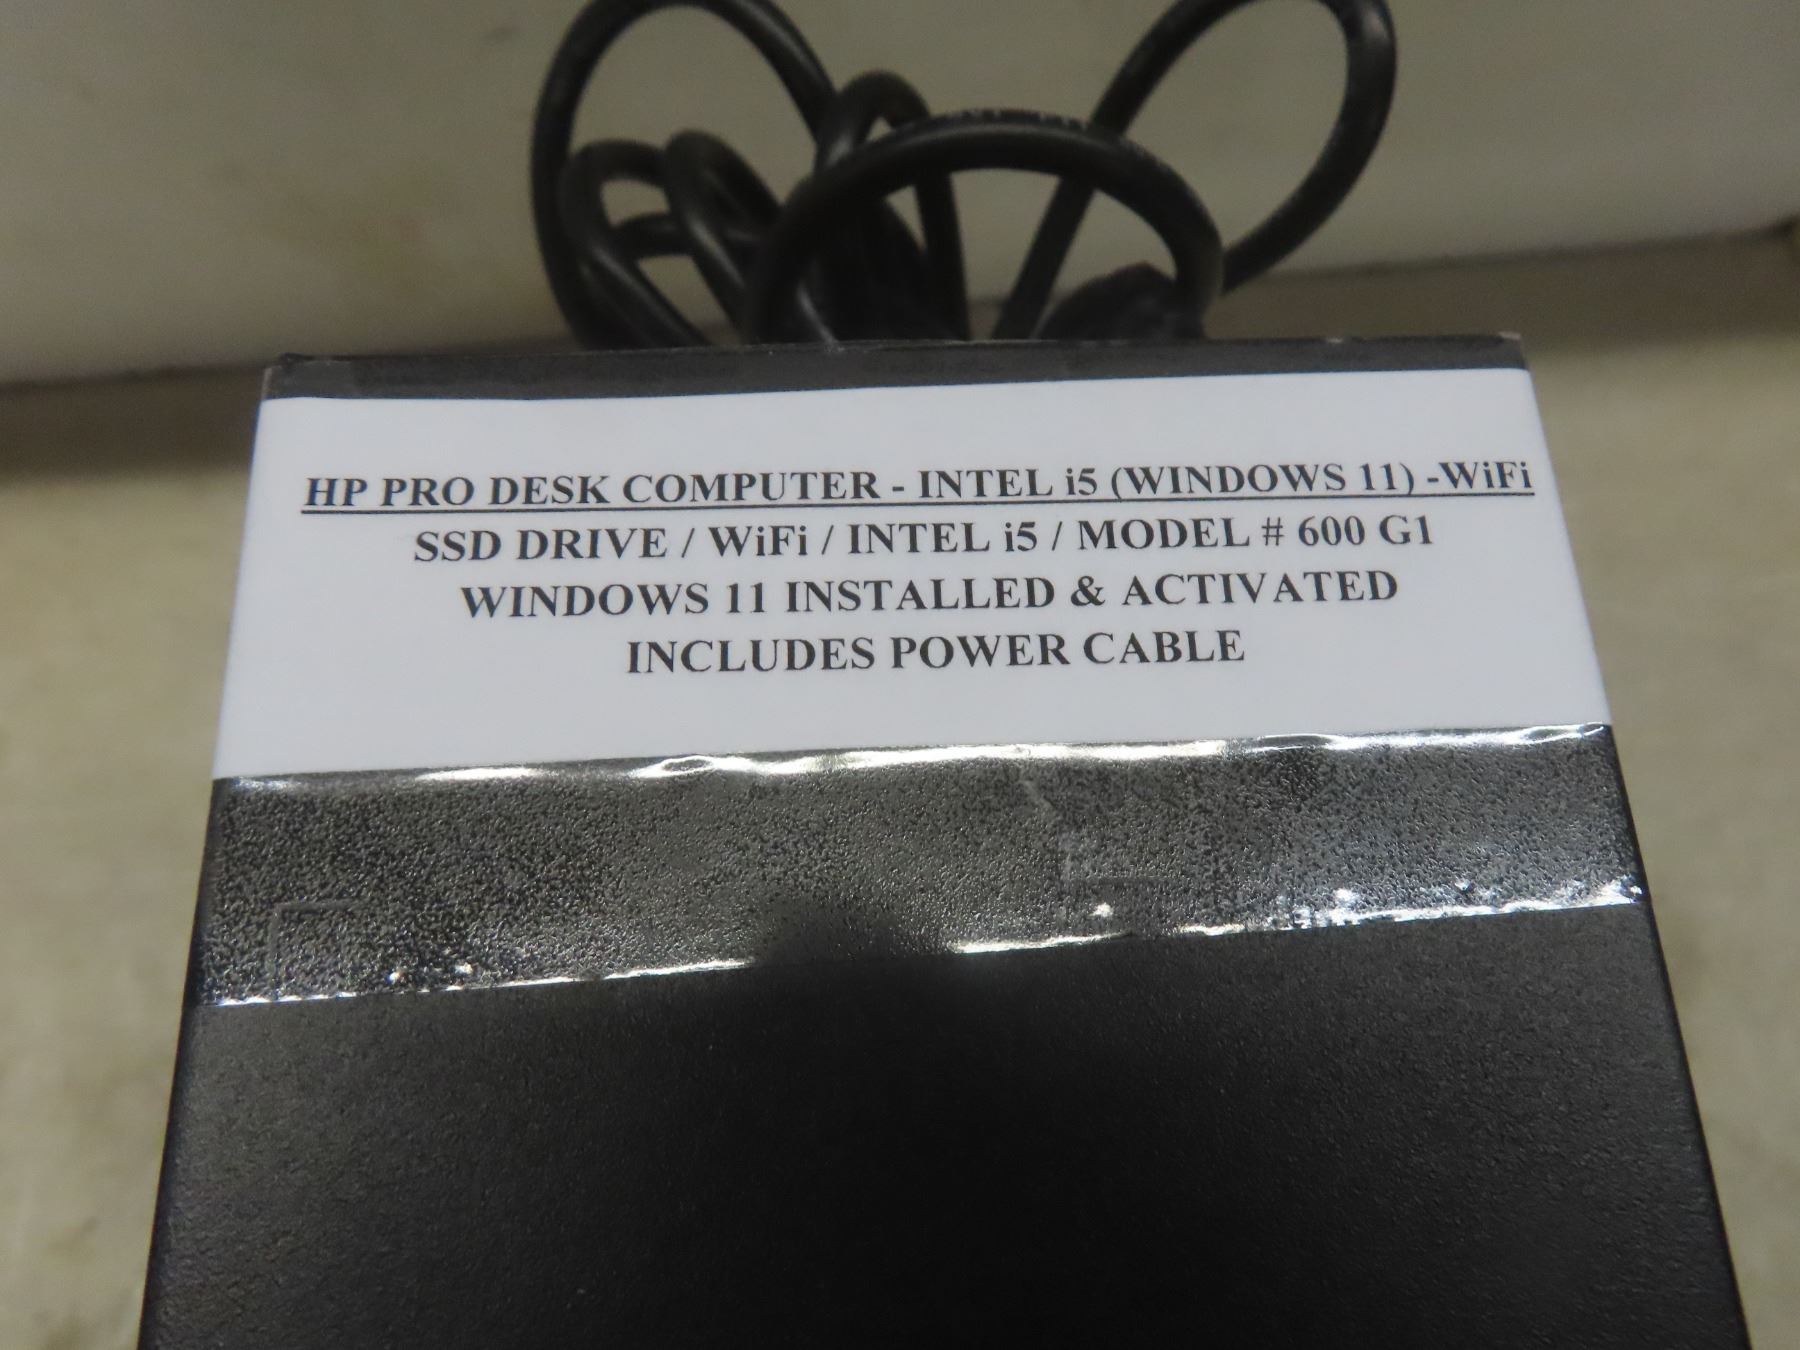 HP PRO DESK COMPUTER - INTEL i5 (WINDOWS 11) -WiFi
SSD DRIVE / WiFi / INTEL i5 / MODEL # 600 G1
WINDOWS 11 INSTALLED & ACTIVATED
INCLUDES POWER CABLE